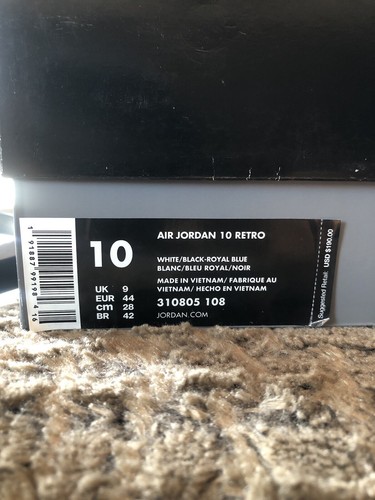 10
AIR JORDAN 10 RETRO
WHITE/BLACK-ROYAL BLUE
BLANC/BLEU ROYAL/NOIR
MADE IN VIETNAM/ FABRIQUE AU
VIETNAM/ HECHO EN VIETNAM
310805 108
JORDAN.COM
UK 9
EUR 44
cm 28
BR 42
Suggested Retail: USD $190.00